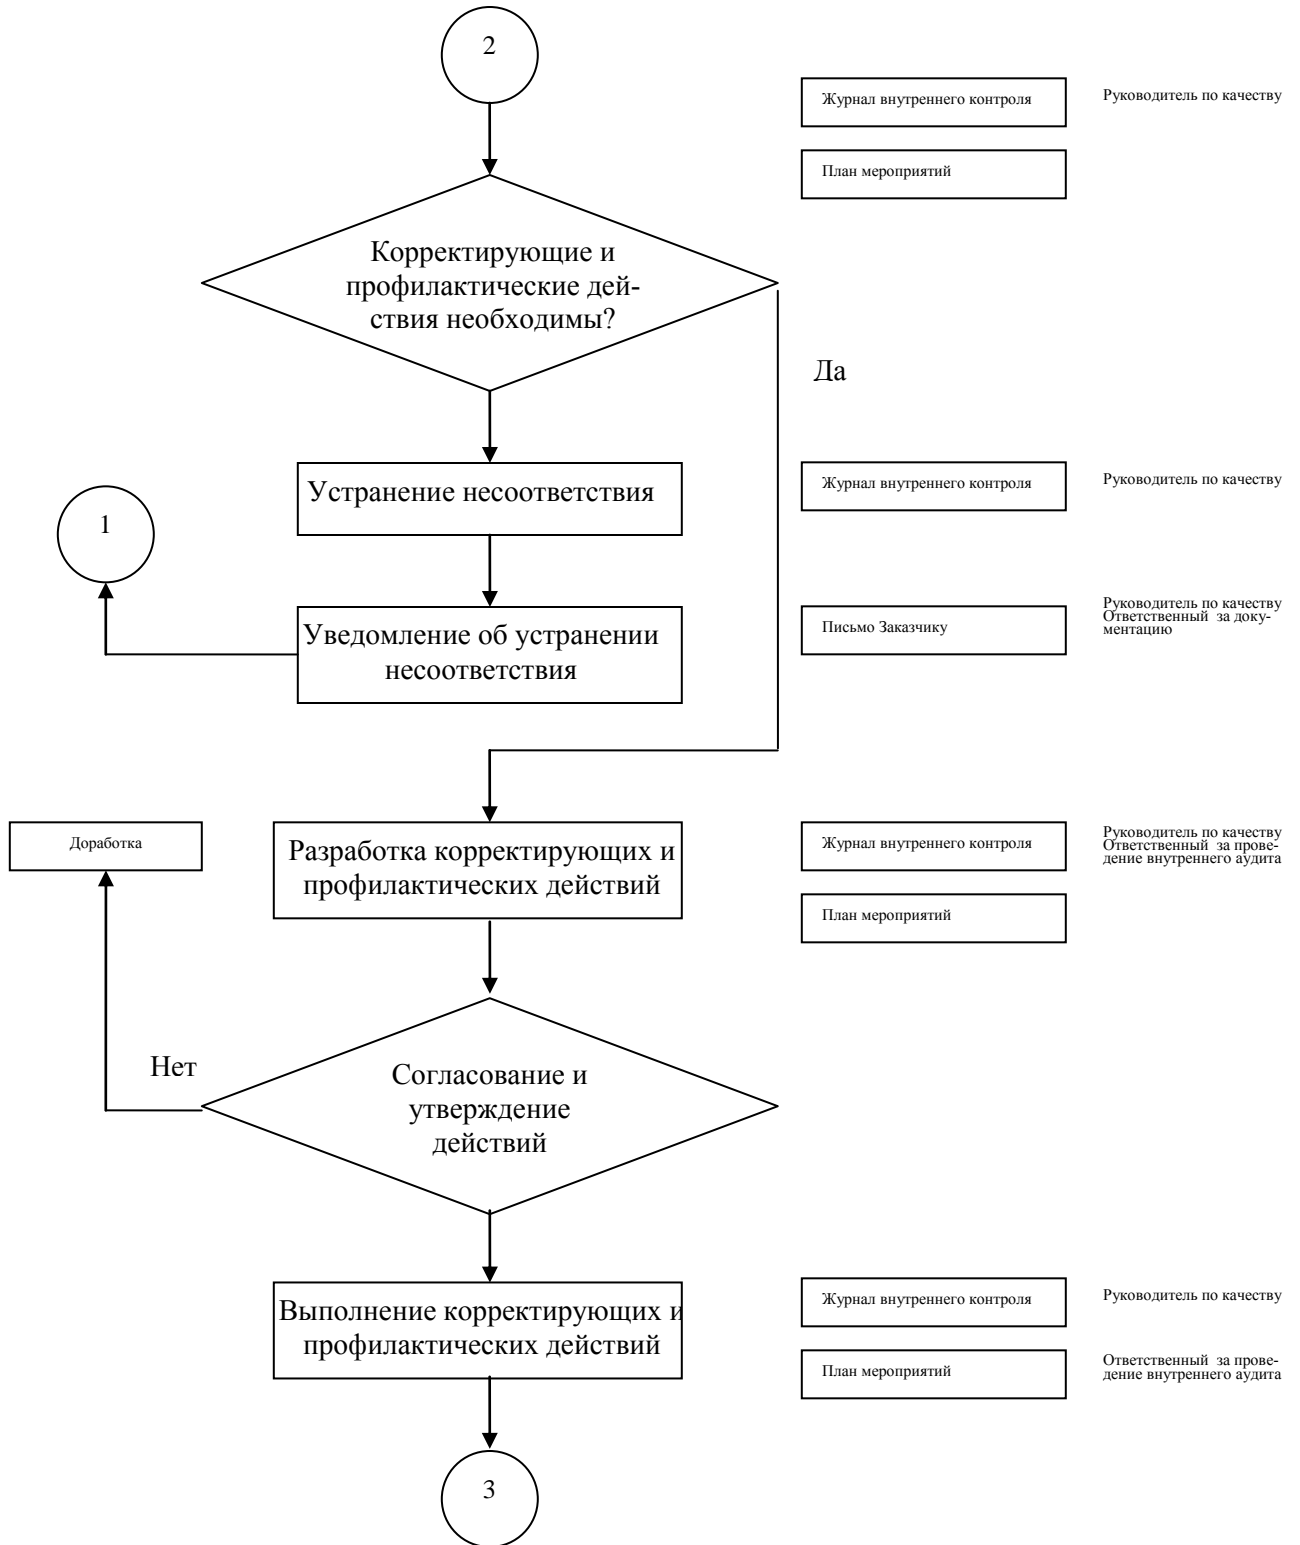 2
Журнал внутреннего контроля
Руководитель по качеству
План мероприятий
Корректирующие и
профилактические дей-
ствия необходимы?
Да
Устранение несоответствия
Журнал внутреннего контроля
Руководитель по качеству
1
Уведомление об устранении
несоответствия
Письмо Заказчику
Руководитель по качеству
Ответственный за доку-
ментацию
Доработка
Разработка корректирующих и
профилактических действий
Журнал внутреннего контроля
Руководитель по качеству
Ответственный за прове-
дение внутреннего аудита
План мероприятий
Нет
Согласование и
утверждение
действий
Выполнение корректирующих и
профилактических действий
Журнал внутреннего контроля
Руководитель по качеству
План мероприятий
Ответственный за прове-
дение внутреннего аудита
3